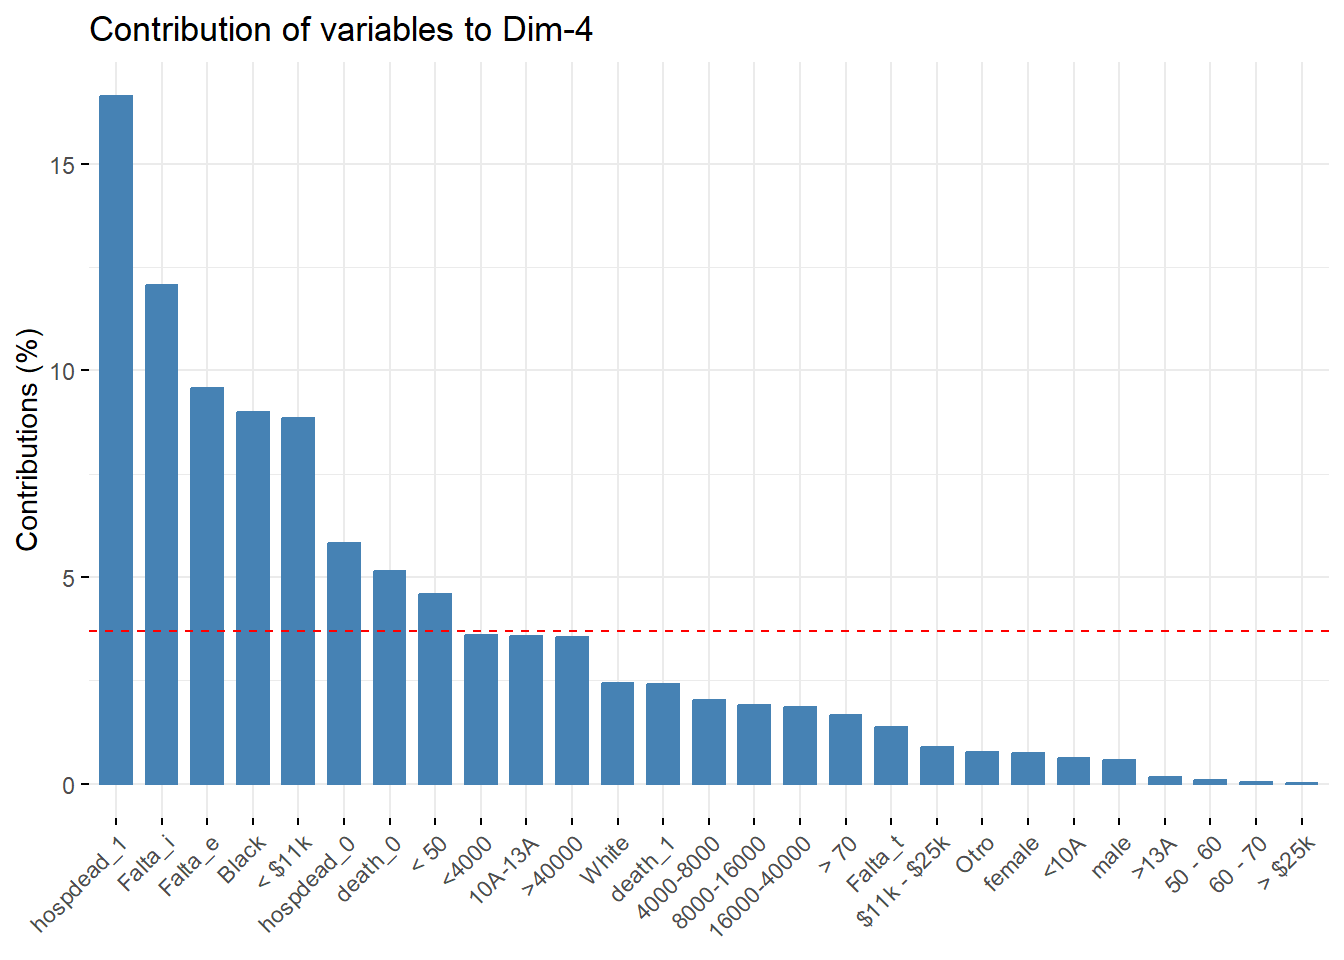 Contribution of variables to Dim-4
Contributions (%)
15
10
5
0
hospdead_1
Falta_i
Falta_e
Black
< $11k
hospdead_0
death_0
< 50
<4000
10A-13A
>40000
White
death_1
4000-8000
8000-16000
16000-40000
> 70
Falta_t
$11k - $25k
Otro
female
<10A
male
>13A
50 - 60
60 - 70
> $25k